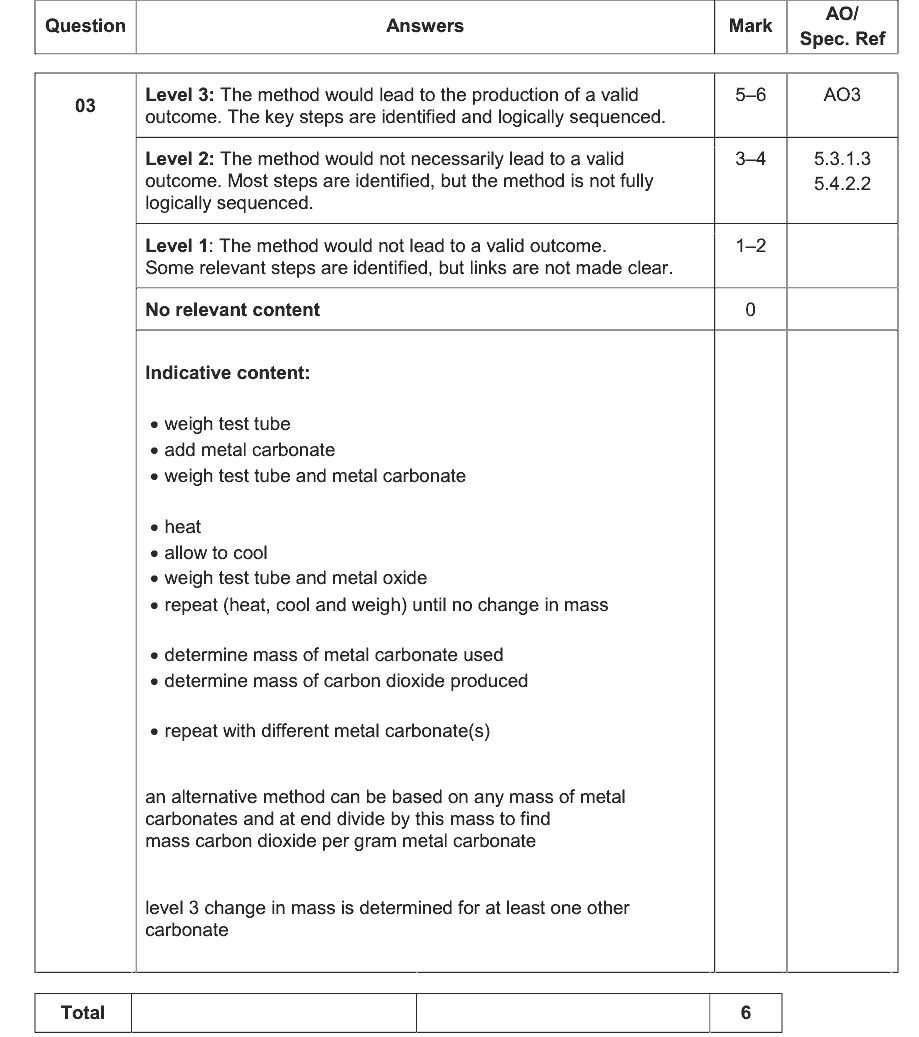 Question Answers Mark AO/
Spec. Ref
03 Level 3: The method would lead to the production of a valid 5–6 AO3
outcome. The key steps are identified and logically sequenced.
Level 2: The method would not necessarily lead to a valid 3–4 5.3.1.3
outcome. Most steps are identified, but the method is not fully 5.4.2.2
logically sequenced.
Level 1: The method would not lead to a valid outcome. 1–2
Some relevant steps are identified, but links are not made clear.
No relevant content 0
Indicative content:
• weigh test tube
• add metal carbonate
• weigh test tube and metal carbonate
• heat
• allow to cool
• weigh test tube and metal oxide
• repeat (heat, cool and weigh) until no change in mass
• determine mass of metal carbonate used
• determine mass of carbon dioxide produced
• repeat with different metal carbonate(s)
an alternative method can be based on any mass of metal
carbonates and at end divide by this mass to find
mass carbon dioxide per gram metal carbonate
level 3 change in mass is determined for at least one other
carbonate
Total 6